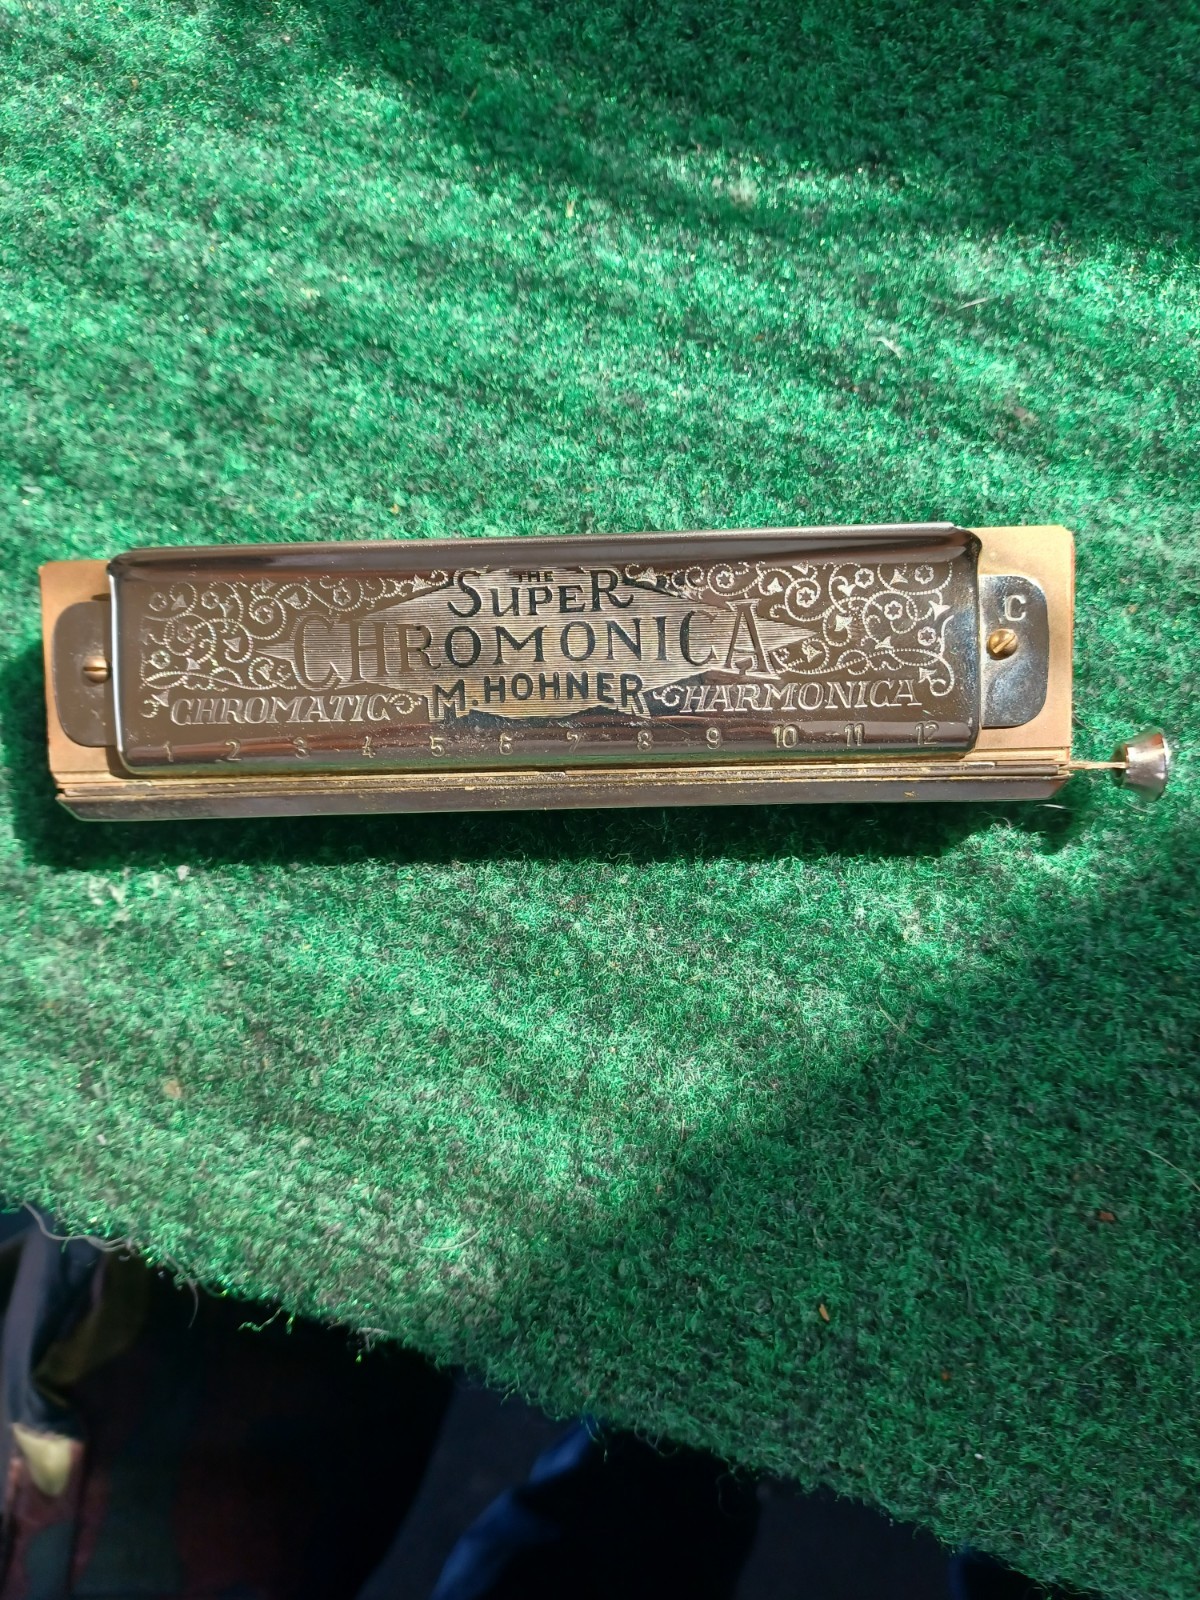 THE
SUPER
CHROMONICA
M. HOHNER
CHROMATIC HARMONICA
C
1 2 3 4 5 6 7 8 9 10 11 12